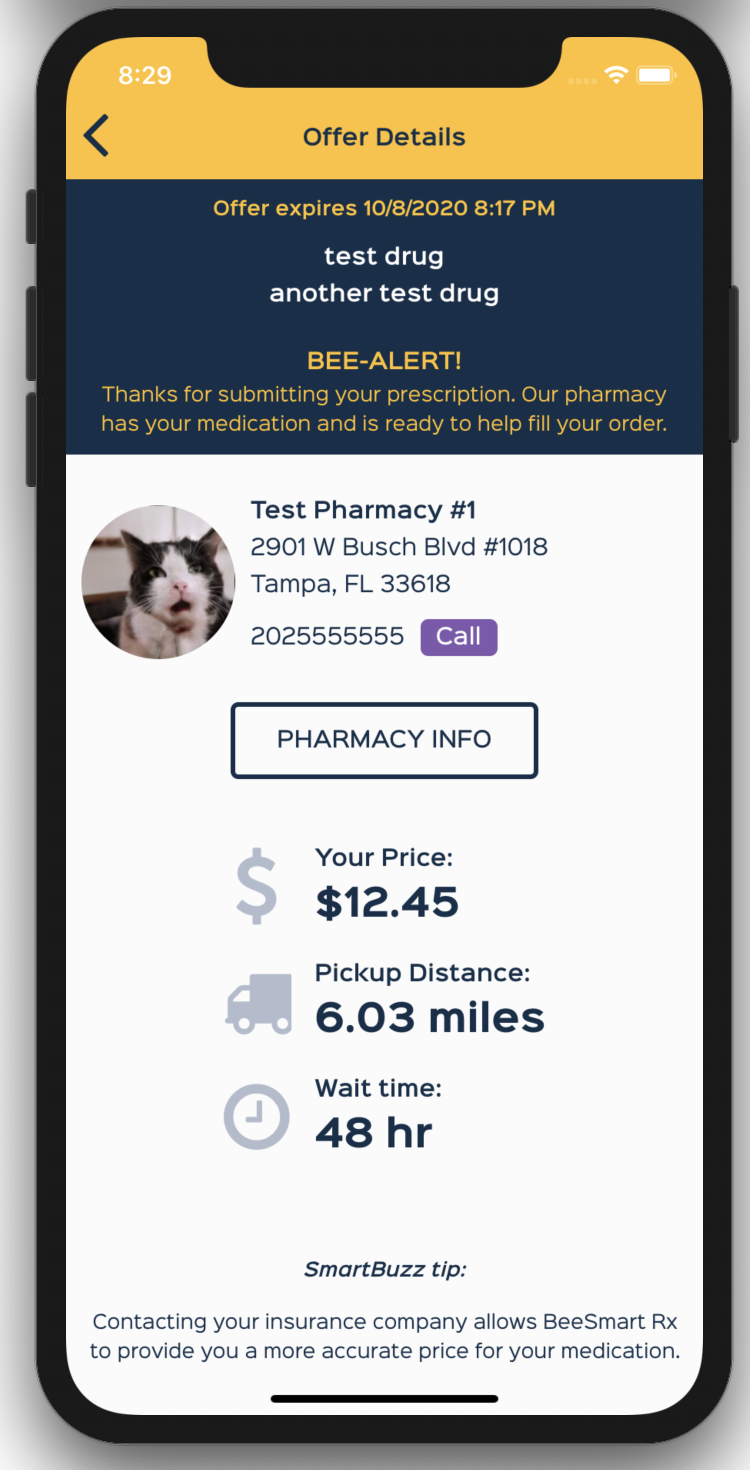 8:29
Offer Details
Offer expires 10/8/2020 8:17 PM
test drug
another test drug
BEE-ALERT!
Thanks for submitting your prescription. Our pharmacy
has your medication and is ready to help fill your order.
Test Pharmacy #1
2901 W Busch Blvd #1018
Tampa, FL 33618
2025555555 Call
PHARMACY INFO
$
Your Price:
$12.45
Pickup Distance:
6.03 miles
Wait time:
48 hr
SmartBuzz tip:
Contacting your insurance company allows BeeSmart Rx
to provide you a more accurate price for your medication.